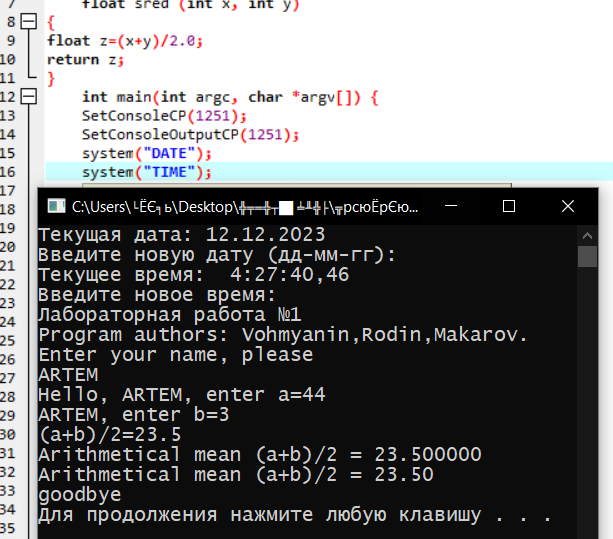 7 float sred (int x, int y)
8 {
9 float z=(x+y)/2.0;
10 return z;
11 }
12 int main(int argc, char *argv[]) {
13 SetConsoleCP(1251);
14 SetConsoleOutputCP(1251);
15 system("DATE");
16 system("TIME");
17
18 C:\Users\
19 Текущая дата: 12.12.2023
20 Введите новую дату (дд-мм-гг):
21 Текущее время:  4:27:40,46
22 Введите новое время:
23 Лабораторная работа №1
24 Program authors: Vohmyanin,Rodin,Makarov.
25 Enter your name, please
26 ARTEM
27 Hello, ARTEM, enter a=44
28 ARTEM, enter b=3
29 (a+b)/2=23.5
30 Arithmetical mean (a+b)/2 = 23.500000
31 Arithmetical mean (a+b)/2 = 23.50
32 goodbye
33 Для продолжения нажмите любую клавишу . . .
34
35